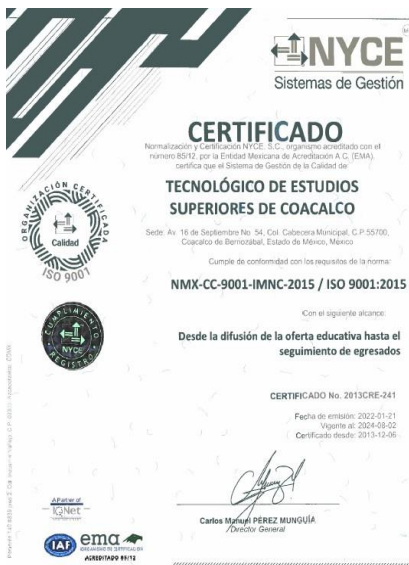 NYCE
Sistemas de Gestión
CERTIFICADO
Normalización y Certificación NYCE, S.C., organismo acreditado con el
número 85/12, por la Entidad Mexicana de Acreditación A.C. (EMA),
certifica que el Sistema de Gestión de la Calidad de:
TECNOLÓGICO DE ESTUDIOS
SUPERIORES DE COACALCO
Sede: Av. 16 de Septiembre No. 54, Col. Cabecera Municipal, C.P. 55700,
Coacalco de Berriozábal, Estado de México, México
Cumple de conformidad con los requisitos de la norma:
NMX-CC-9001-IMNC-2015 / ISO 9001:2015
Con el siguiente alcance:
Desde la difusión de la oferta educativa hasta el
seguimiento de egresados
CERTIFICADO No. 2013CRE-241
Fecha de emisión: 2022-01-21
Vigente al: 2024-08-02
Certificado desde: 2013-12-06
Carlos Manuel PÉREZ MUNGUÍA
Director General
ORGANIZACIÓN CERTIFICADA
Calidad
ISO 9001
CUMPLIMIENTO
NYCE
REGISTRO
A Partner of
IQNet
IAF
ema
ACREDITADO 85/12